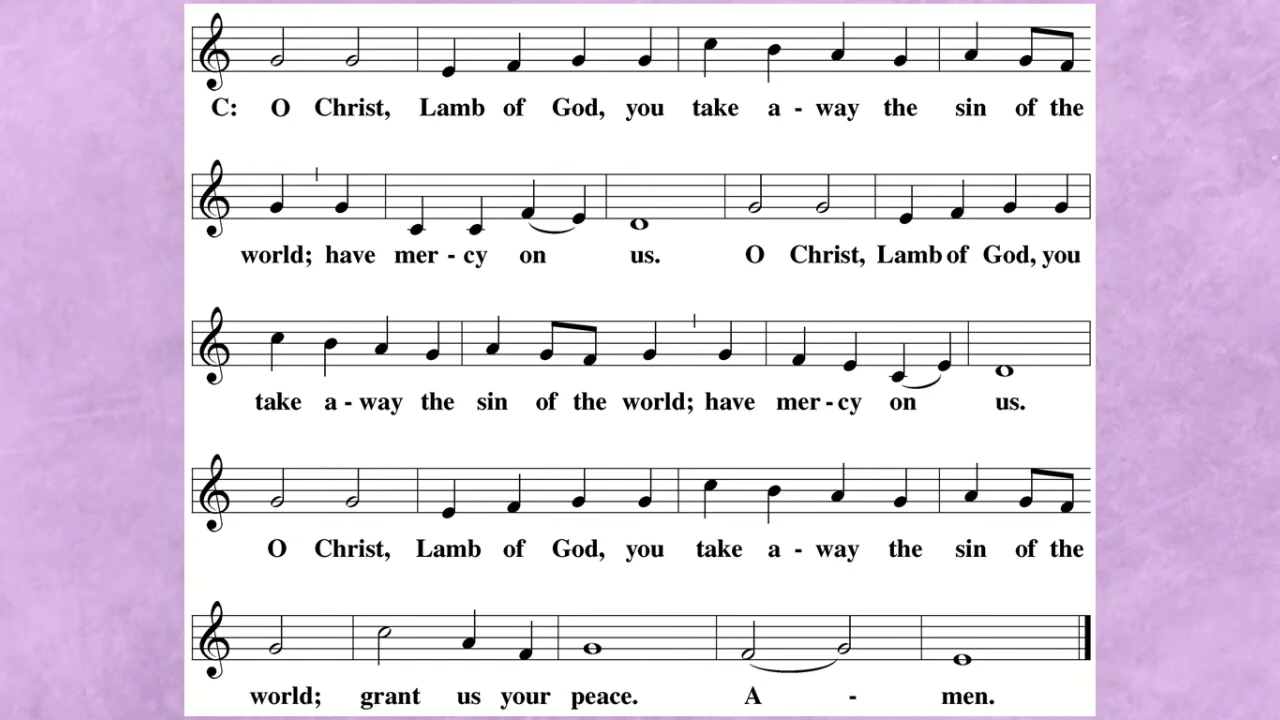 C: O Christ, Lamb of God, you take a - way the sin of the
world; have mer - cy on us. O Christ, Lamb of God, you
take a - way the sin of the world; have mer - cy on us.
O Christ, Lamb of God, you take a - way the sin of the
world; grant us your peace. A - men.